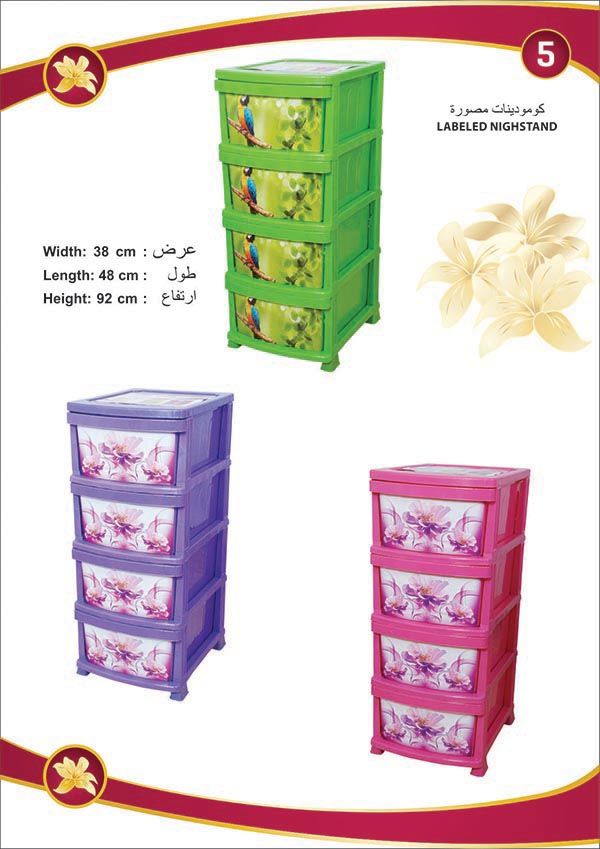 5
كومودينات مصورة
LABELED NIGHSTAND
Width: 38 cm : عرض
Length: 48 cm : طول
Height: 92 cm : ارتفاع